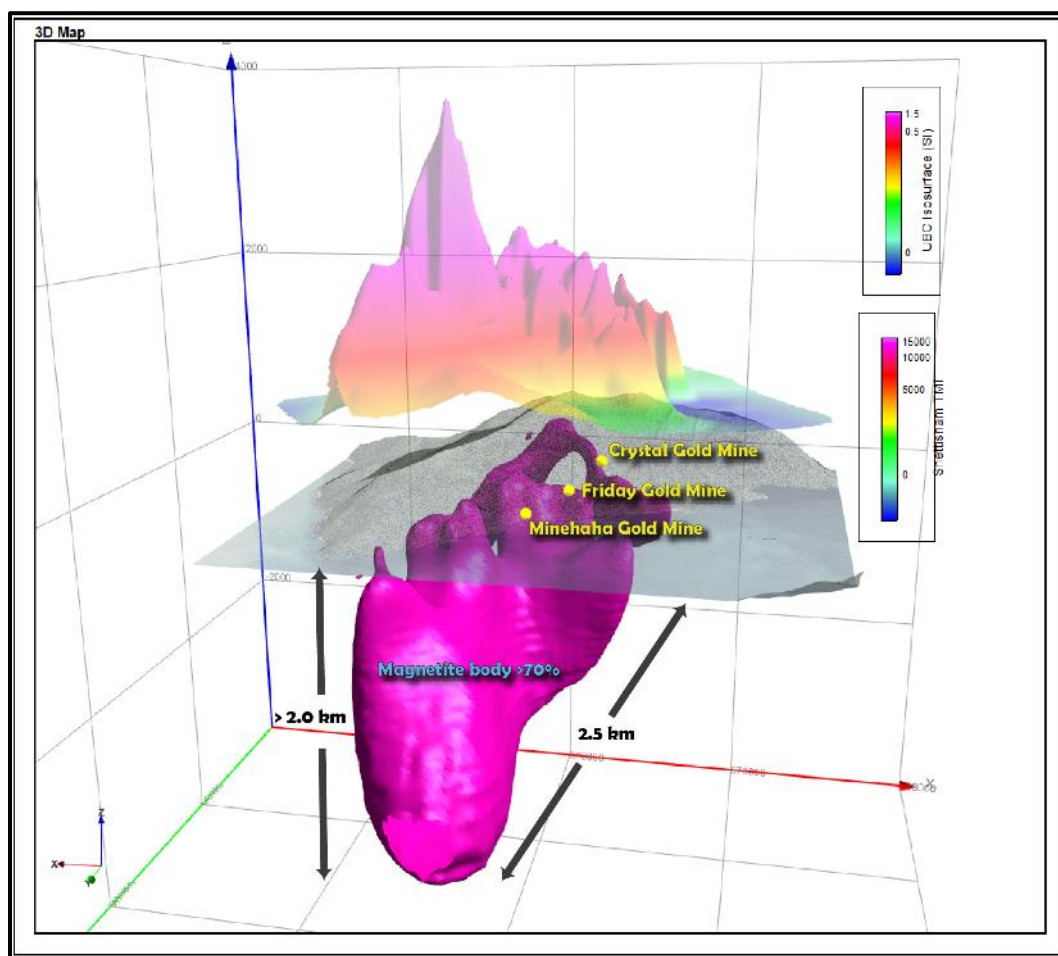 3D Map
4000
2000
0
-2000
1.5
0.5
0
UBC Isosurface (SI)
15000
10000
5000
0
TMI
Crystal Gold Mine
Friday Gold Mine
Minehaha Gold Mine
Magnetite body >70%
> 2.0 km
2.5 km
X
Z
X
Y